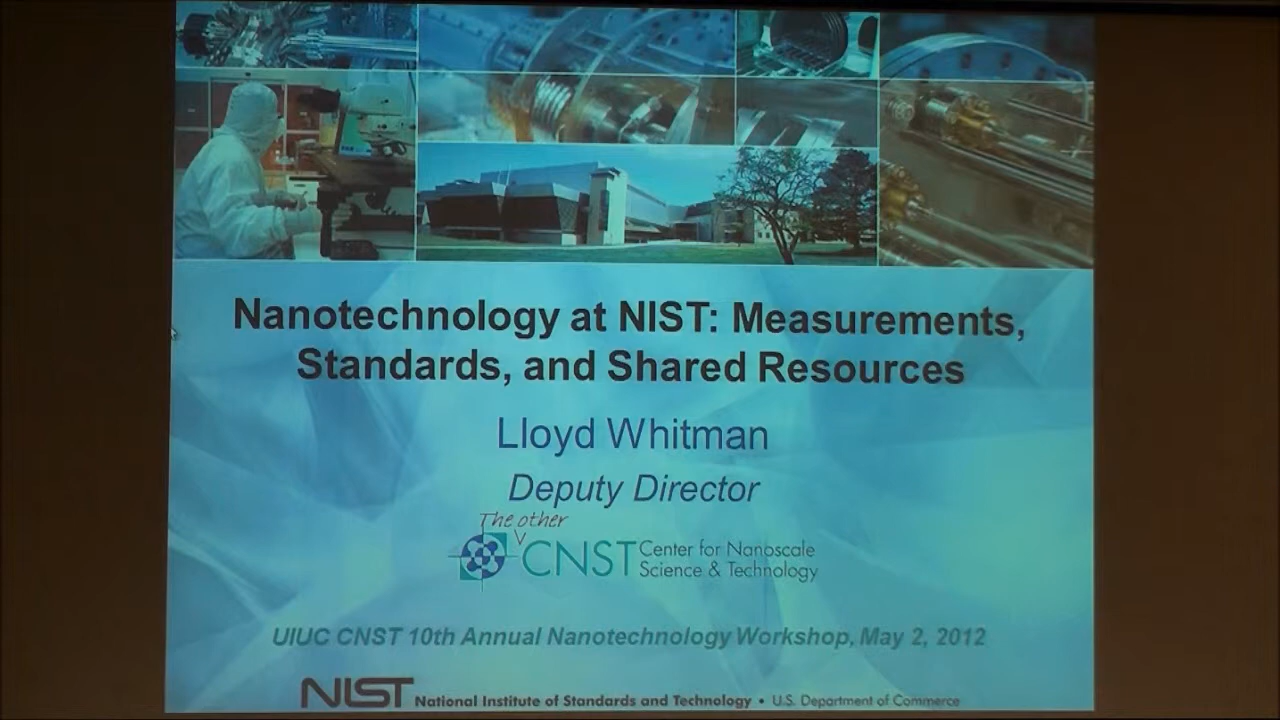 Nanotechnology at NIST: Measurements,
Standards, and Shared Resources
Lloyd Whitman
Deputy Director
The other
V
CNST Center for Nanoscale
Science & Technology
UIUC CNST 10th Annual Nanotechnology Workshop, May 2, 2012
NIST National Institute of Standards and Technology • U.S. Department of Commerce